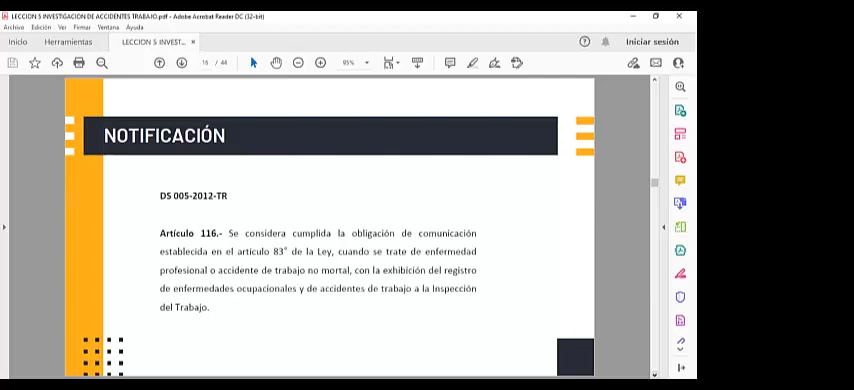 LECCION 5 INVESTIGACION DE ACCIDENTES TRABAJO.pdf - Adobe Acrobat Reader DC (32-bit)
Archivo Edición Ver Firmar Ventana Ayuda
Inicio Herramientas LECCION 5 INVEST... × Iniciar sesión
16 / 44 95%
NOTIFICACIÓN
DS 005-2012-TR
Artículo 116.- Se considera cumplida la obligación de comunicación
establecida en el artículo 83° de la Ley, cuando se trate de enfermedad
profesional o accidente de trabajo no mortal, con la exhibición del registro
de enfermedades ocupacionales y de accidentes de trabajo a la Inspección
del Trabajo.